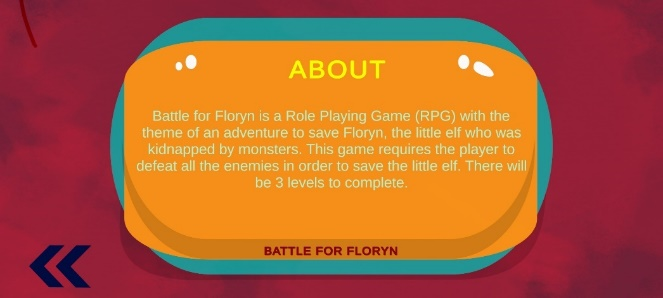 ABOUT
Battle for Floryn is a Role Playing Game (RPG) with the
theme of an adventure to save Floryn, the little elf who was
kidnapped by monsters. This game requires the player to
defeat all the enemies in order to save the little elf. There will
be 3 levels to complete.
BATTLE FOR FLORYN